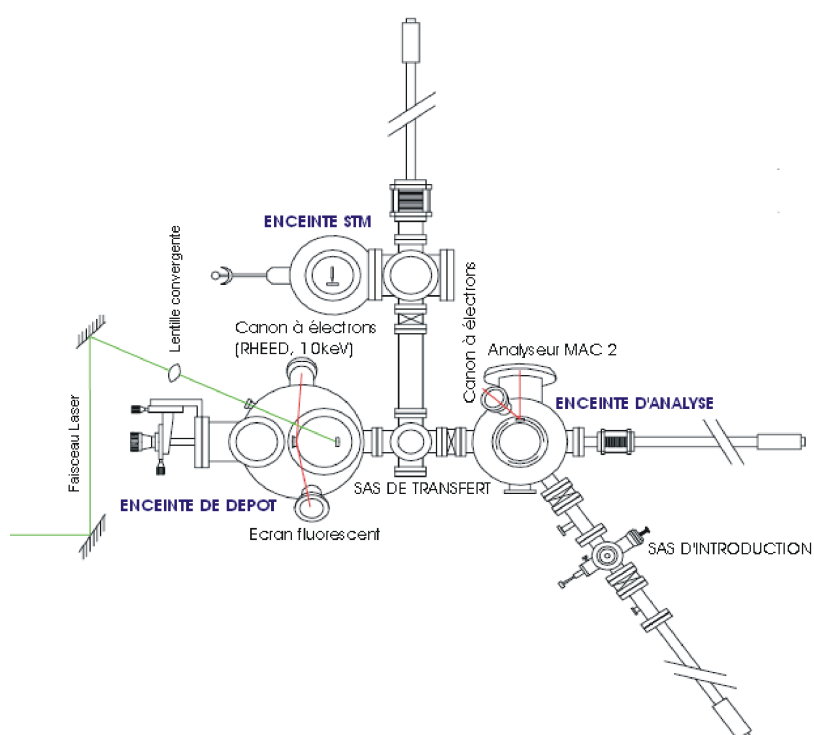 ENCEINTE STM
Lentille convergente
Canon à électrons
(RHEED, 10keV)
Canon à élections
Analyseur MAC 2
ENCEINTE D'ANALYSE
Faisceau Laser
SAS DE TRANSFERT
ENCEINTE DE DEPOT
Ecran fluorescent
SAS D'INTRODUCTION